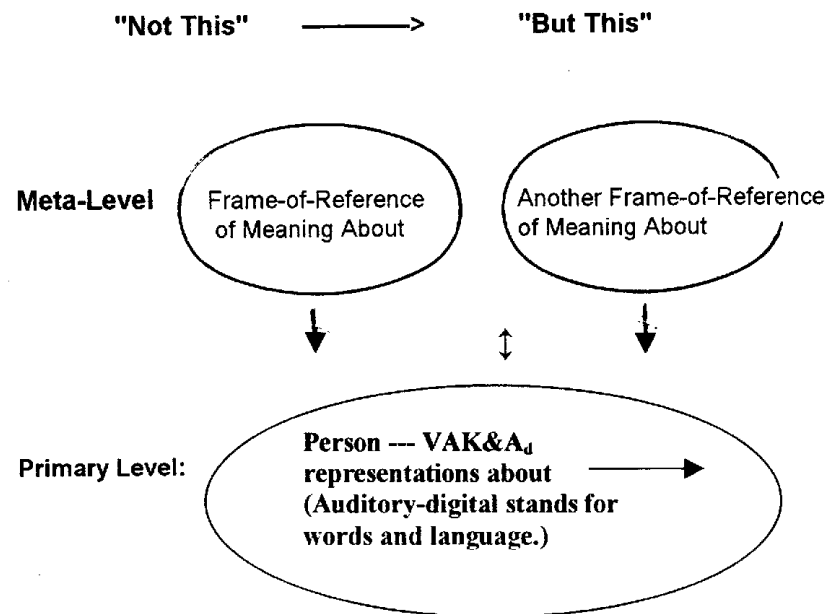 "Not This" ———> "But This"
Meta-Level
Frame-of-Reference
of Meaning About
Another Frame-of-Reference
of Meaning About
Primary Level:
Person --- VAK&A_d
representations about
(Auditory-digital stands for
words and language.)